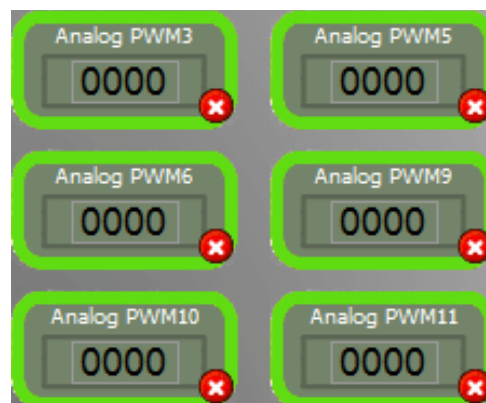 Analog PWM3
Analog PWM5
0000
0000
Analog PWM6
Analog PWM9
0000
0000
Analog PWM10
Analog PWM11
0000
0000